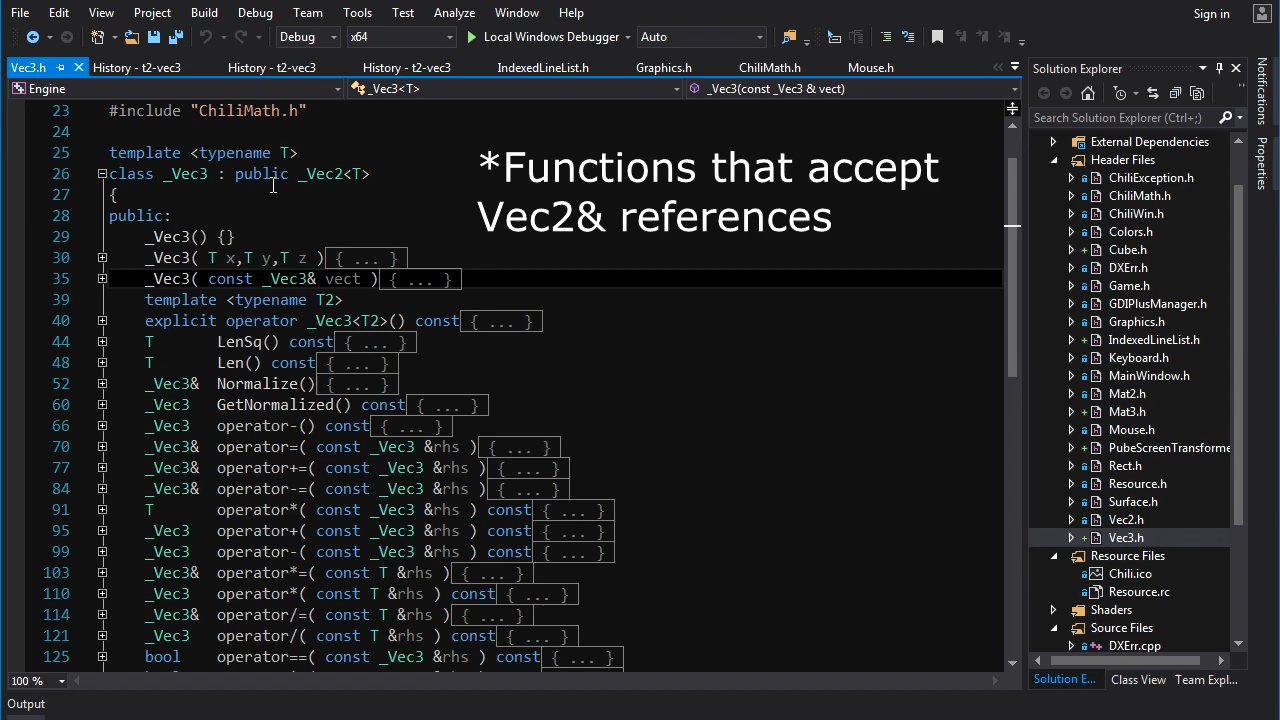 File Edit View Project Build Debug Team Tools Test Analyze Window Help Sign in
Debug x64 Local Windows Debugger Auto
Vec3.h History - t2-vec3 History - t2-vec3 History - t2-vec3 IndexedLineList.h Graphics.h ChiliMath.h Mouse.h
Engine _Vec3<T> _Vec3(const _Vec3 & vect)
23 #include "ChiliMath.h"
24
25 template <typename T>
26 class _Vec3 : public _Vec2<T>
27 {
28 public:
29 _Vec3() {}
30 _Vec3( T x,T y,T z ){ ... }
35 _Vec3( const _Vec3& vect ){ ... }
39 template <typename T2>
40 explicit operator _Vec3<T2>() const{ ... }
44 T LenSq() const{ ... }
48 T Len() const{ ... }
52 _Vec3& Normalize(){ ... }
60 _Vec3 GetNormalized() const{ ... }
66 _Vec3 operator-() const{ ... }
70 _Vec3& operator=( const _Vec3 &rhs ){ ... }
77 _Vec3& operator+=( const _Vec3 &rhs ){ ... }
84 _Vec3& operator-=( const _Vec3 &rhs ){ ... }
91 T operator*( const _Vec3 &rhs ) const{ ... }
95 _Vec3 operator+( const _Vec3 &rhs ) const{ ... }
99 _Vec3 operator-( const _Vec3 &rhs ) const{ ... }
103 _Vec3& operator*=( const T &rhs ){ ... }
110 _Vec3 operator*( const T &rhs ) const{ ... }
114 _Vec3& operator/=( const T &rhs ){ ... }
121 _Vec3 operator/( const T &rhs ) const{ ... }
125 bool operator==( const _Vec3 &rhs ) const{ ... }
*Functions that accept
Vec2& references
100 %
Output
Solution Explorer
Search Solution Explorer (Ctrl+;)
External Dependencies
Header Files
ChiliException.h
ChiliMath.h
ChiliWin.h
Colors.h
Cube.h
DXErr.h
Game.h
GDIPlusManager.h
Graphics.h
IndexedLineList.h
Keyboard.h
MainWindow.h
Mat2.h
Mat3.h
Mouse.h
PubeScreenTransforme
Rect.h
Resource.h
Surface.h
Vec2.h
Vec3.h
Resource Files
Chili.ico
Resource.rc
Shaders
Source Files
DXErr.cpp
Solution E... Class View Team Expl...
Notifications
Properties